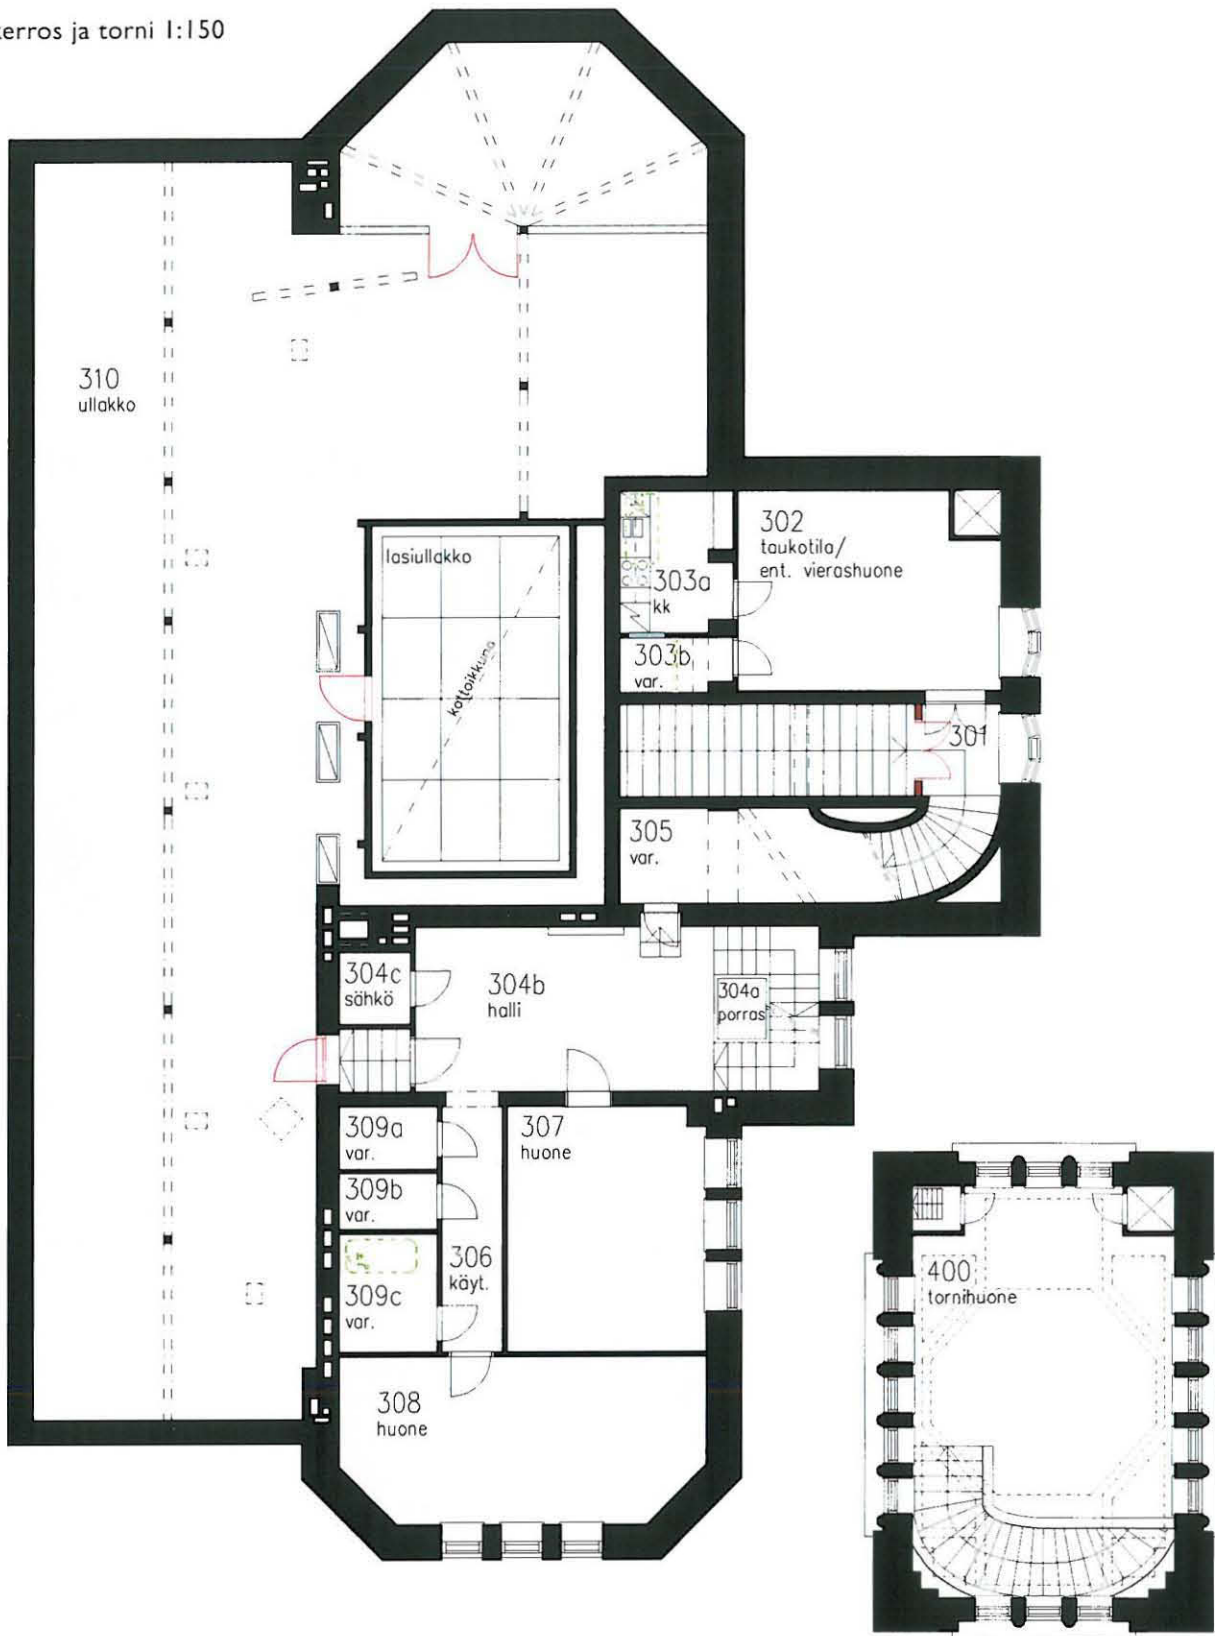 erros ja torni 1:150
310
ullakko
lasiullakko
kattoikkuna
302
taukotila/
ent. vierashuone
303a
kk
303b
var.
301
305
var.
304c
sähkö
304b
halli
304a
porras
309a
var.
307
huone
309b
var.
306
käyt.
309c
var.
308
huone
400
tornihuone